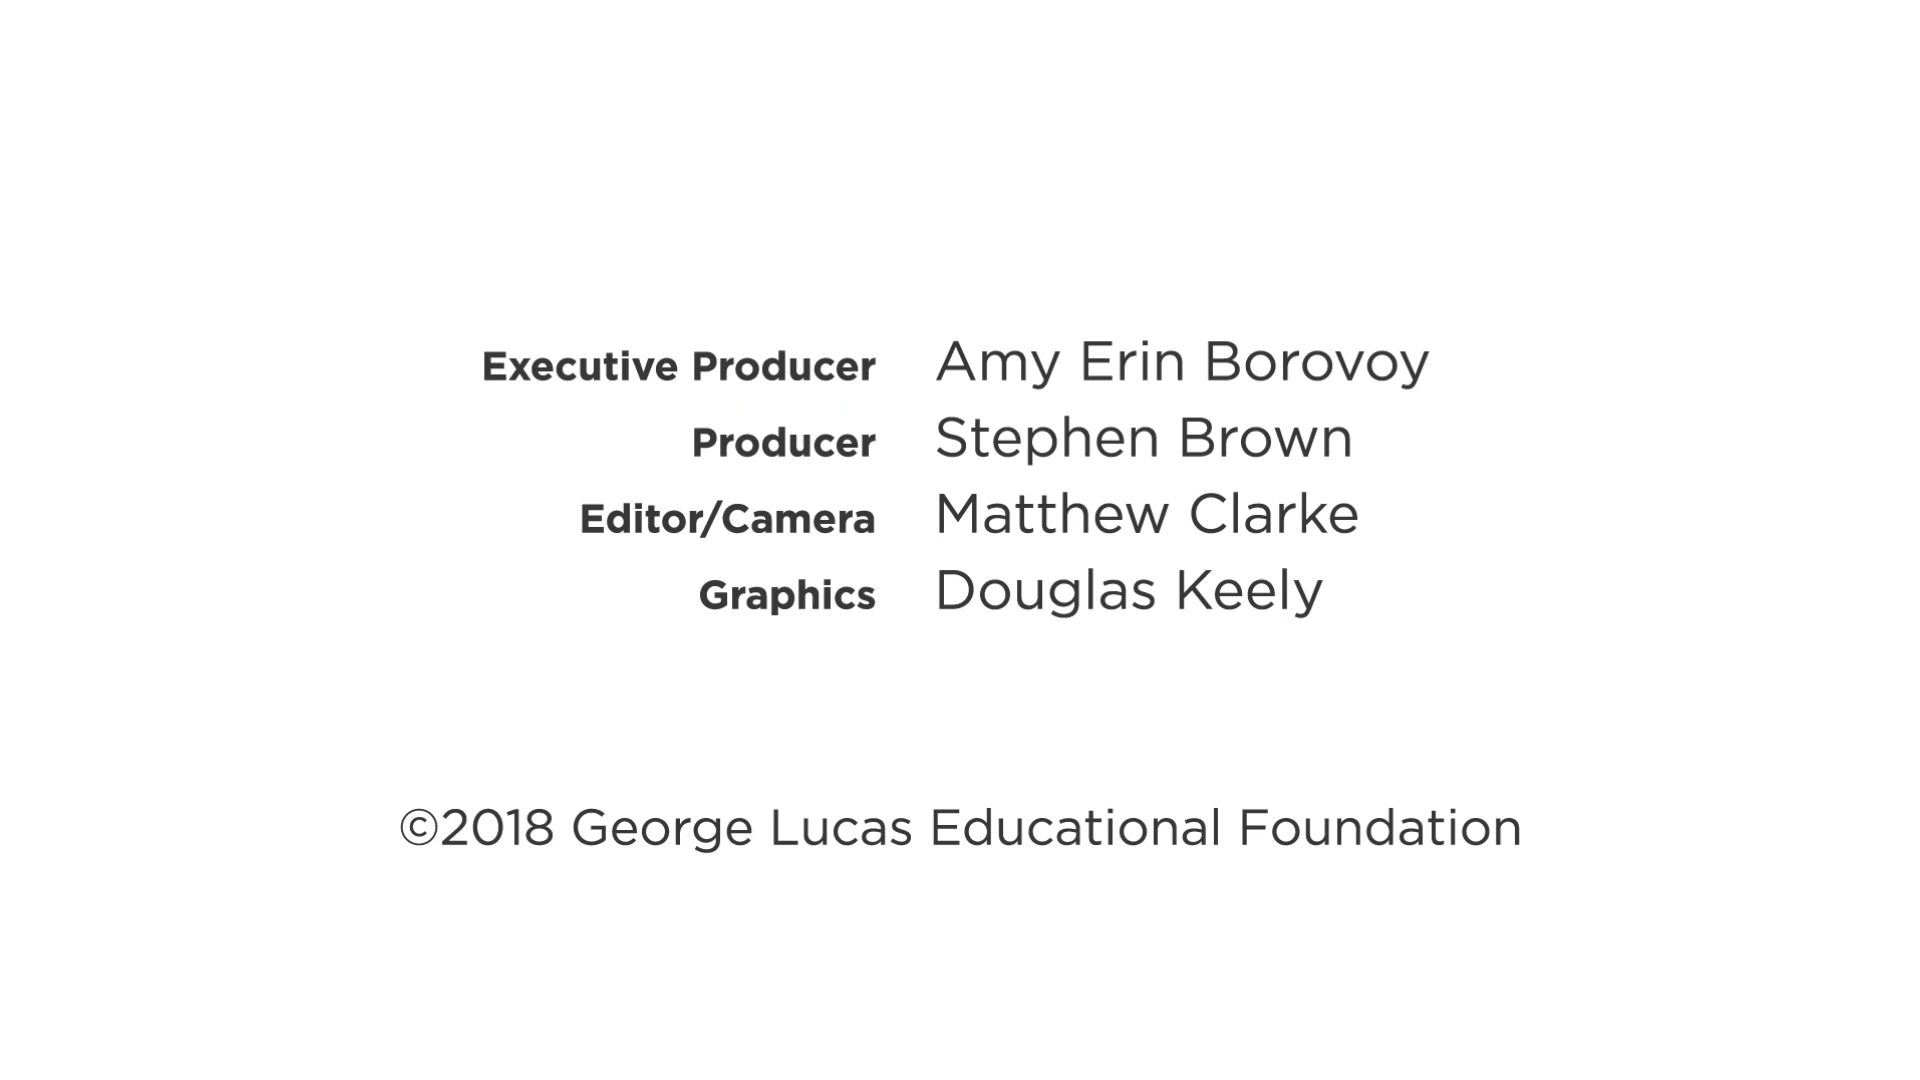 Executive Producer Amy Erin Borovoy
Producer Stephen Brown
Editor/Camera Matthew Clarke
Graphics Douglas Keely
©2018 George Lucas Educational Foundation